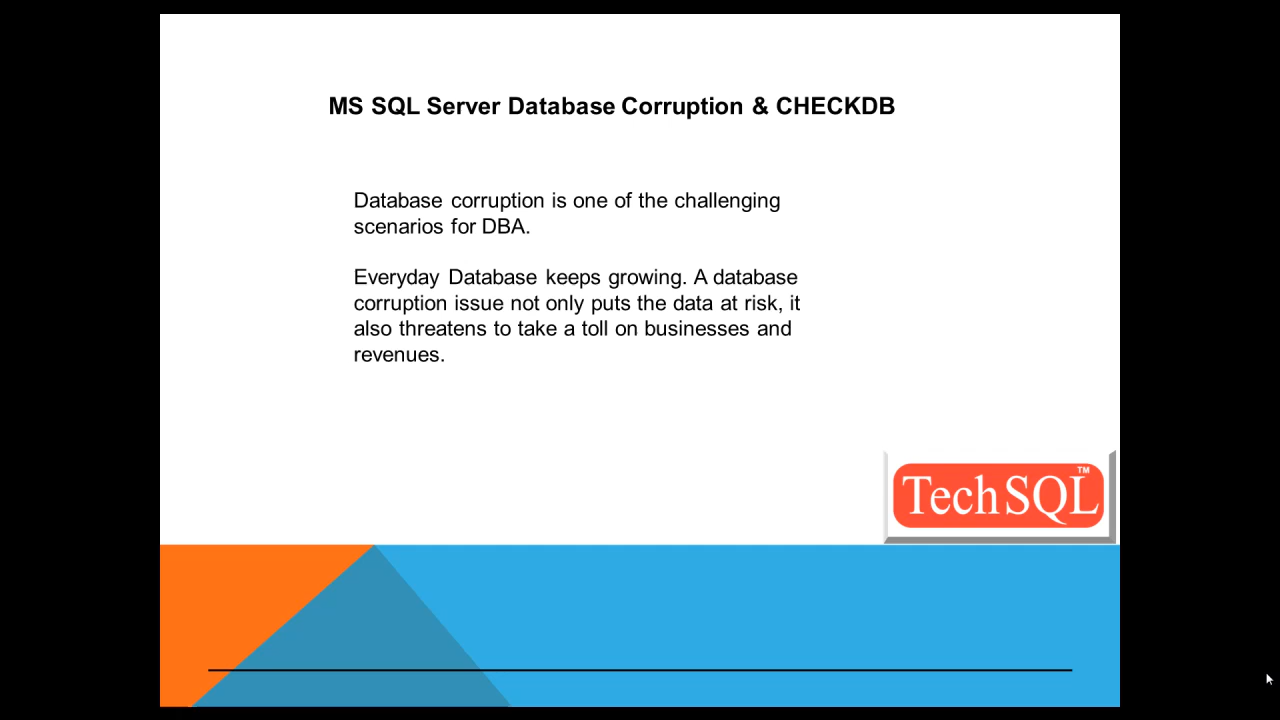 MS SQL Server Database Corruption & CHECKDB
Database corruption is one of the challenging
scenarios for DBA.
Everyday Database keeps growing. A database
corruption issue not only puts the data at risk, it
also threatens to take a toll on businesses and
revenues.
TechSQL™